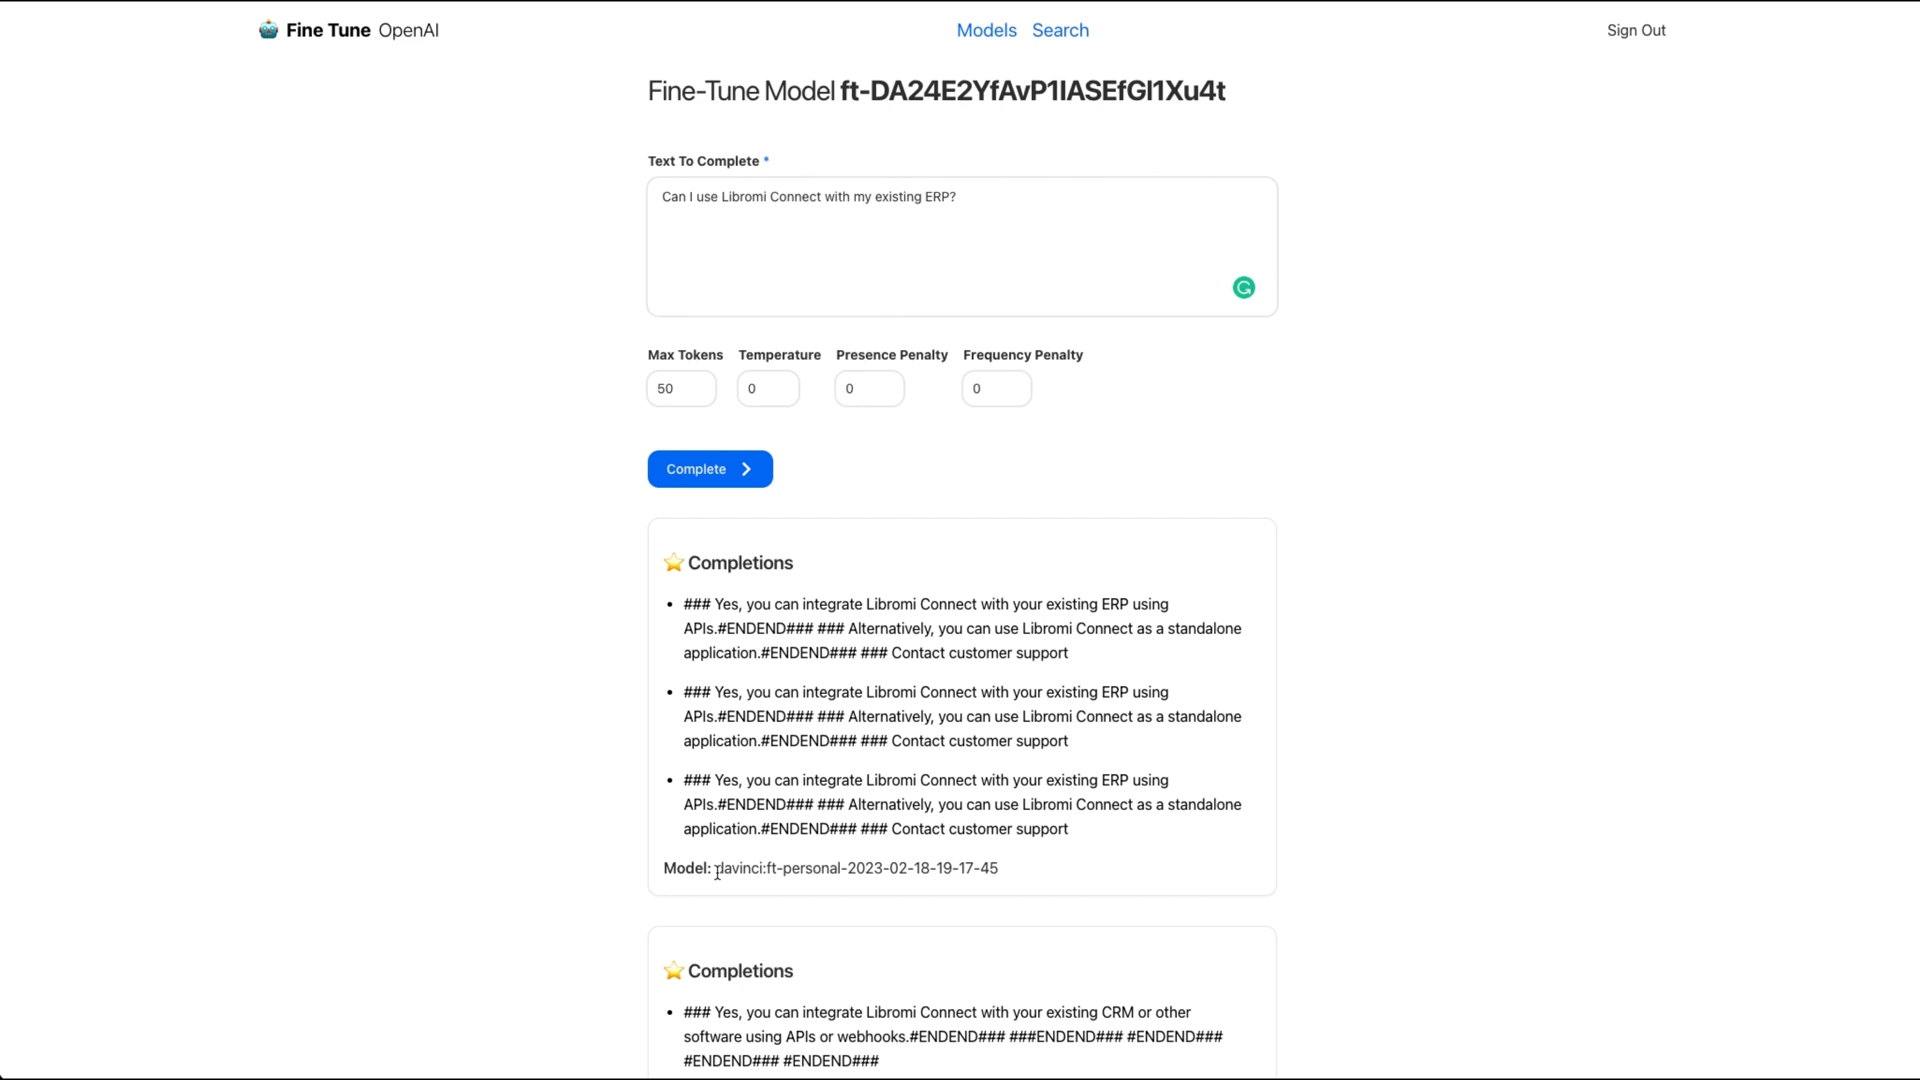 Fine Tune OpenAI
Models Search
Sign Out
Fine-Tune Model ft-DA24E2YfAvP1lASEfGl1Xu4t
Text To Complete *
Can I use Libromi Connect with my existing ERP?
Max Tokens Temperature Presence Penalty Frequency Penalty
50 0 0 0
Complete
Completions
• ### Yes, you can integrate Libromi Connect with your existing ERP using
APIs.#ENDEND### ### Alternatively, you can use Libromi Connect as a standalone
application.#ENDEND### ### Contact customer support
• ### Yes, you can integrate Libromi Connect with your existing ERP using
APIs.#ENDEND### ### Alternatively, you can use Libromi Connect as a standalone
application.#ENDEND### ### Contact customer support
• ### Yes, you can integrate Libromi Connect with your existing ERP using
APIs.#ENDEND### ### Alternatively, you can use Libromi Connect as a standalone
application.#ENDEND### ### Contact customer support
Model: davinci:ft-personal-2023-02-18-19-17-45
Completions
• ### Yes, you can integrate Libromi Connect with your existing CRM or other
software using APIs or webhooks.#ENDEND### ###ENDEND### #ENDEND###
#ENDEND### #ENDEND###